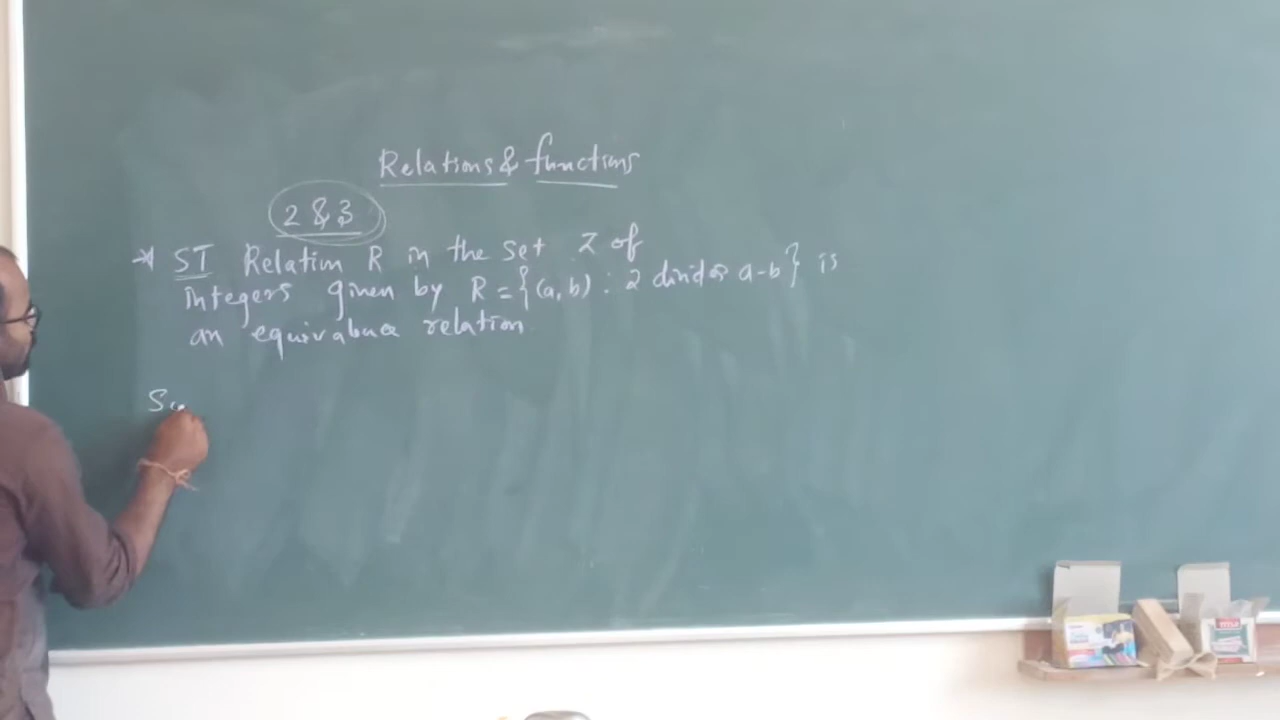 Relations & functions
2 & 3
* ST Relation R in the set Z of
integers given by R = {(a, b) : 2 divides a-b} is
an equivalence relation
So